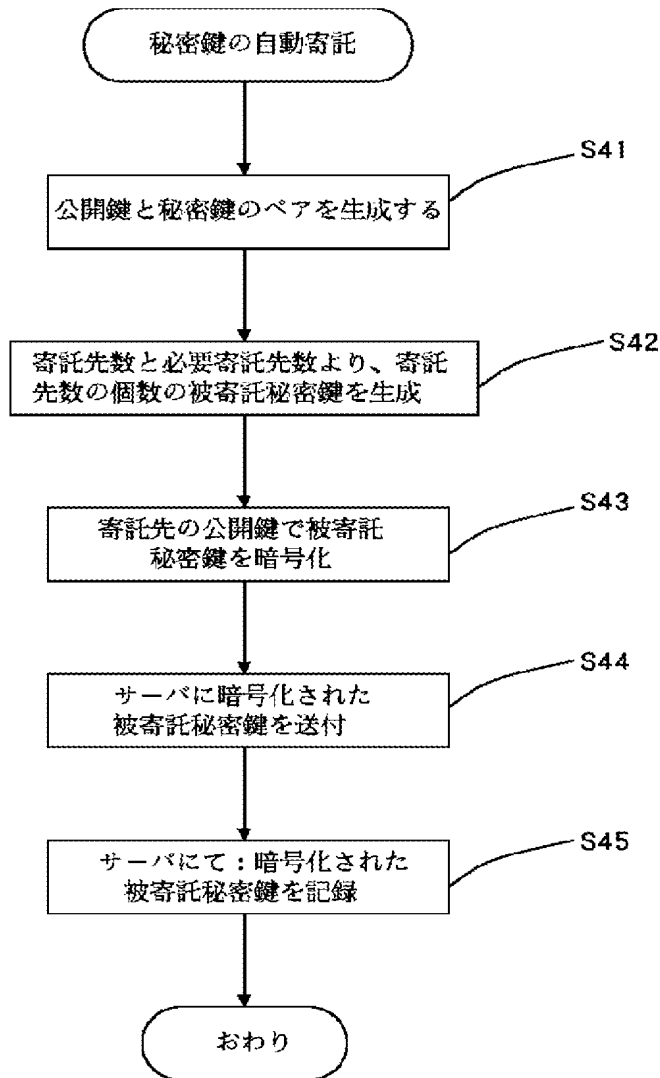 秘密鍵の自動寄託
S41
公開鍵と秘密鍵のペアを生成する
S42
寄託先数と必要寄託先数より、寄託
先数の個数の被寄託秘密鍵を生成
S43
寄託先の公開鍵で被寄託
秘密鍵を暗号化
S44
サーバに暗号化された
被寄託秘密鍵を送付
S45
サーバにて:暗号化された
被寄託秘密鍵を記録
おわり